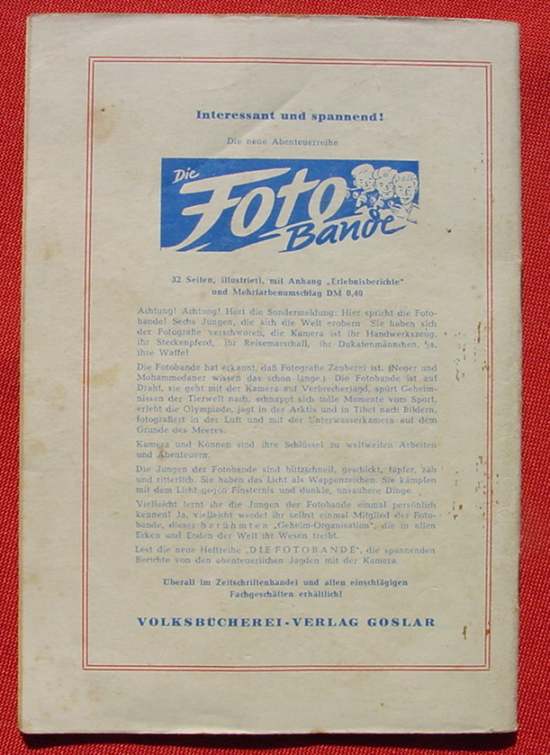 Interessant und spannend!
Die neue Abenteuerreihe
Die
Foto
Bande
32 Seiten, illustriert, mit Anhang „Erlebnisberichte"
und Mehrfarbenumschlag DM 0,40
Achtung! Achtung! Hört die Sondermeldung: Hier spricht die Foto-
bande! Sechs Jungen, die sich die Welt erobern. Sie haben sich
der Fotografie verschworen, die Kamera ist ihr Handwerkszeug,
ihr Steckenpferd, ihr Reisemarschall, ihr Dukatenmännchen, ja,
ihre Waffe!
Die Fotobande hat erkannt, daß Fotografie Zauberei ist. (Neger und
Mohammedaner wissen das schon lange.) Die Fotobande ist auf
Draht, sie geht mit der Kamera auf Verbrecherjagd, spürt Geheim-
nissen der Tierwelt nach, schnappt sich tolle Momente vom Sport,
erlebt die Olympiade, jagt in der Arktis und in Tibet nach Bildern,
fotografiert in der Luft und mit der Unterwasserkamera auf dem
Grunde des Meeres.
Kamera und Können sind ihre Schlüssel zu weltweiten Arbeiten
und Abenteuern.
Die Jungen der Fotobande sind blitzschnell, geschickt, tapfer, zäh
und ritterlich. Sie haben das Licht als Wappenzeichen. Sie kämpfen
mit dem Licht gegen Finsternis und dunkle, unsaubere Dinge.
Vielleicht lernt ihr die Jungen der Fotobande einmal persönlich
kennen! Ja, vielleicht werdet ihr selbst einmal Mitglied der Foto-
bande, dieser berühmten „Geheim-Organisation", die in allen
Ecken und Enden der Welt ihr Wesen treibt.
Lest die neue Heftreihe „DIE FOTOBANDE", die spannenden
Berichte von den abenteuerlichen Jagden mit der Kamera.
Überall im Zeitschriftenhandel und allen einschlägigen
Fachgeschäften erhältlich!
VOLKSBÜCHEREI-VERLAG GOSLAR